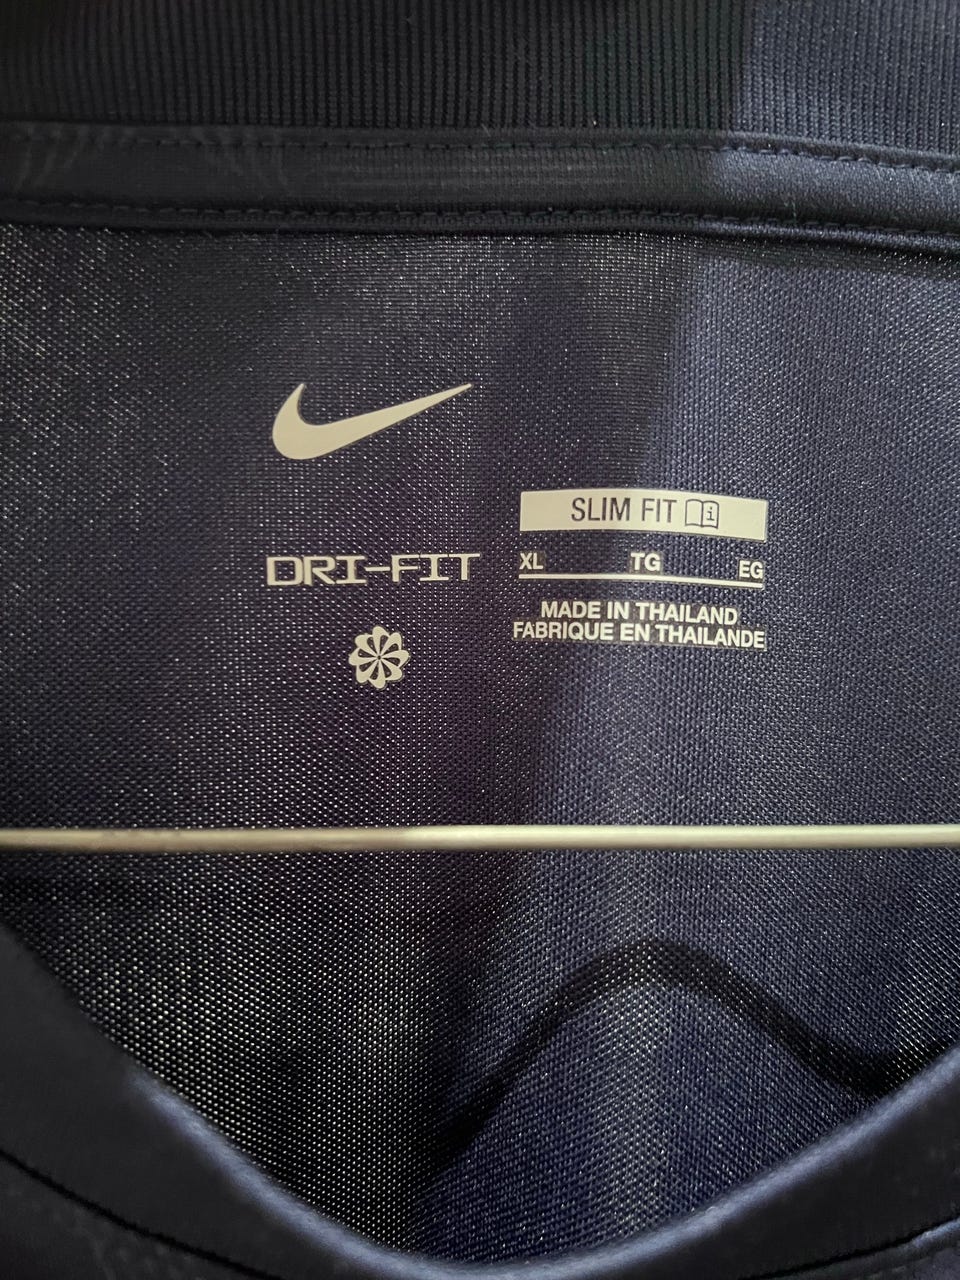 DRI-FIT
SLIM FIT
XL TG EG
MADE IN THAILAND
FABRIQUE EN THAILANDE